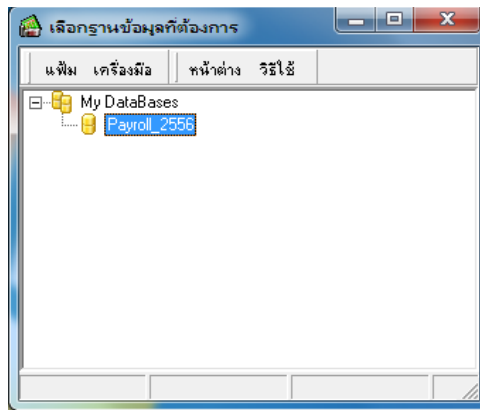 เลือกฐานข้อมูลที่ต้องการ
แฟ้ม เครื่องมือ หน้าต่าง วิธีใช้
My DataBases
Payroll_2556